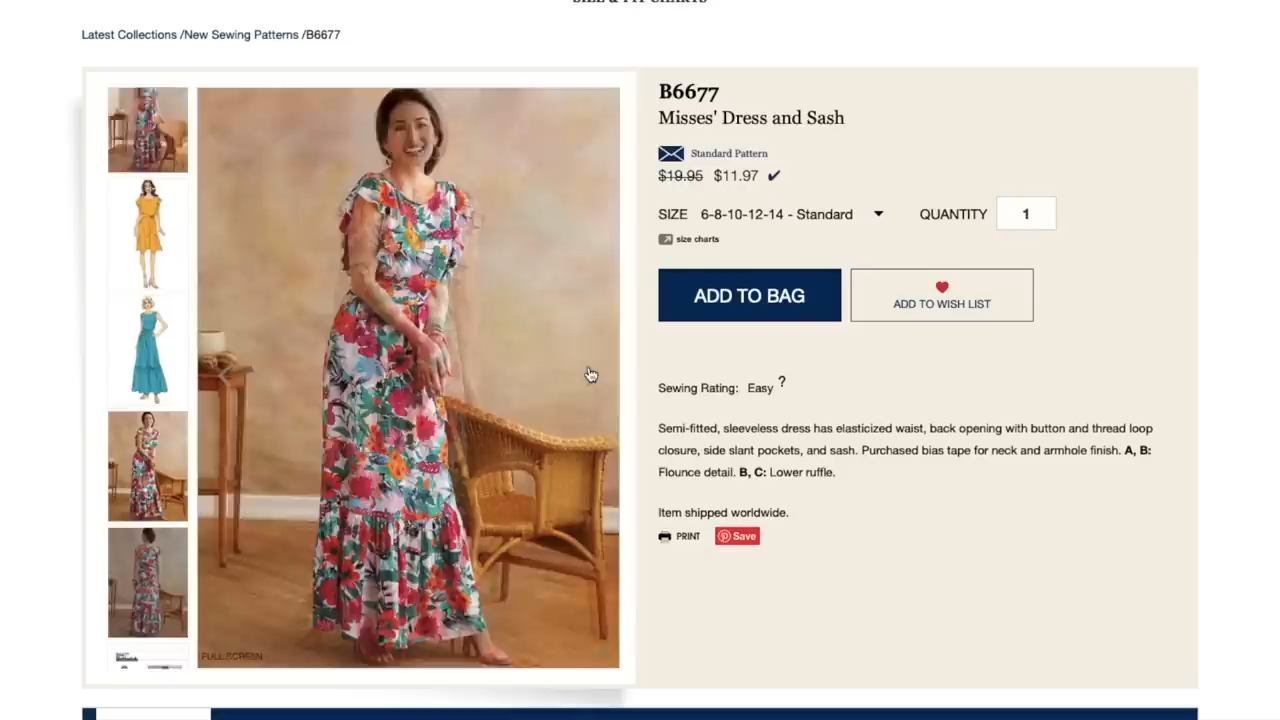 SIZE & FIT CHARTS
Latest Collections /New Sewing Patterns /B6677
B6677
Misses' Dress and Sash
Standard Pattern
$19.95 $11.97 ✔
SIZE 6-8-10-12-14 - Standard QUANTITY 1
size charts
ADD TO BAG
ADD TO WISH LIST
Sewing Rating: Easy ?
Semi-fitted, sleeveless dress has elasticized waist, back opening with button and thread loop
closure, side slant pockets, and sash. Purchased bias tape for neck and armhole finish. A, B:
Flounce detail. B, C: Lower ruffle.
Item shipped worldwide.
PRINT Save
FULL SCREEN